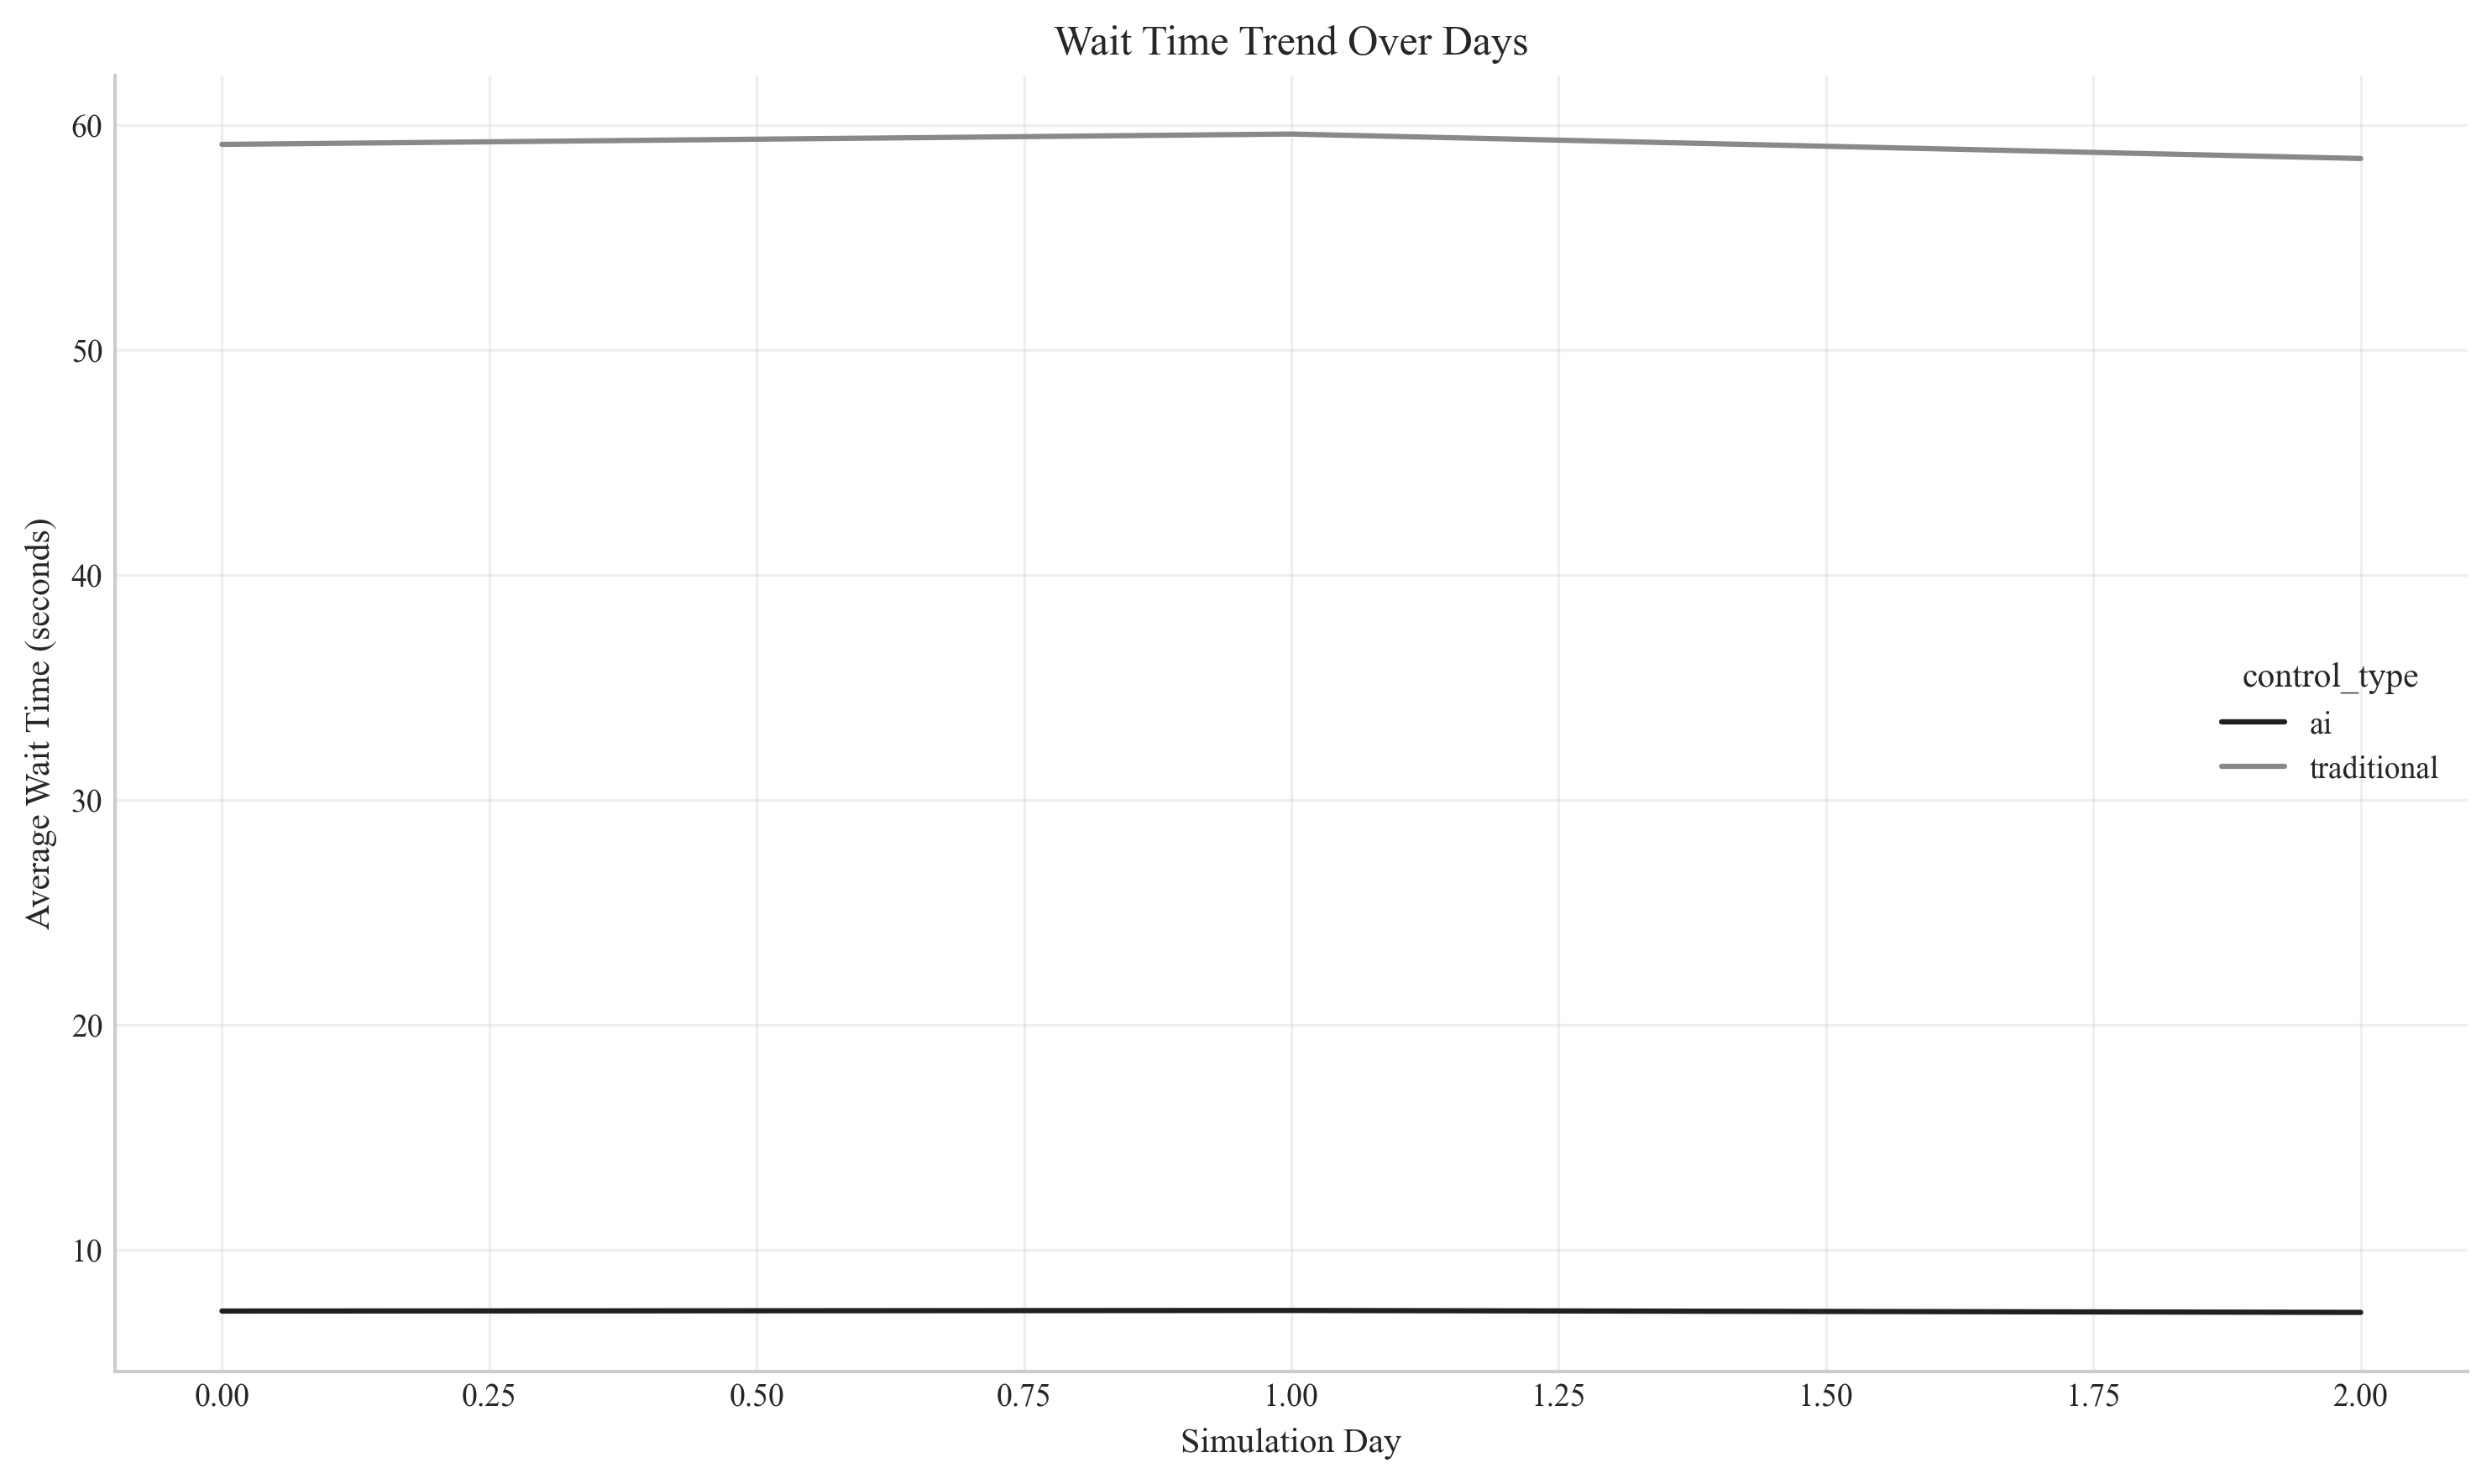 Wait Time Trend Over Days
Average Wait Time (seconds)
60
50
40
30
20
10
control_type
ai
traditional
0.00 0.25 0.50 0.75 1.00 1.25 1.50 1.75 2.00
Simulation Day